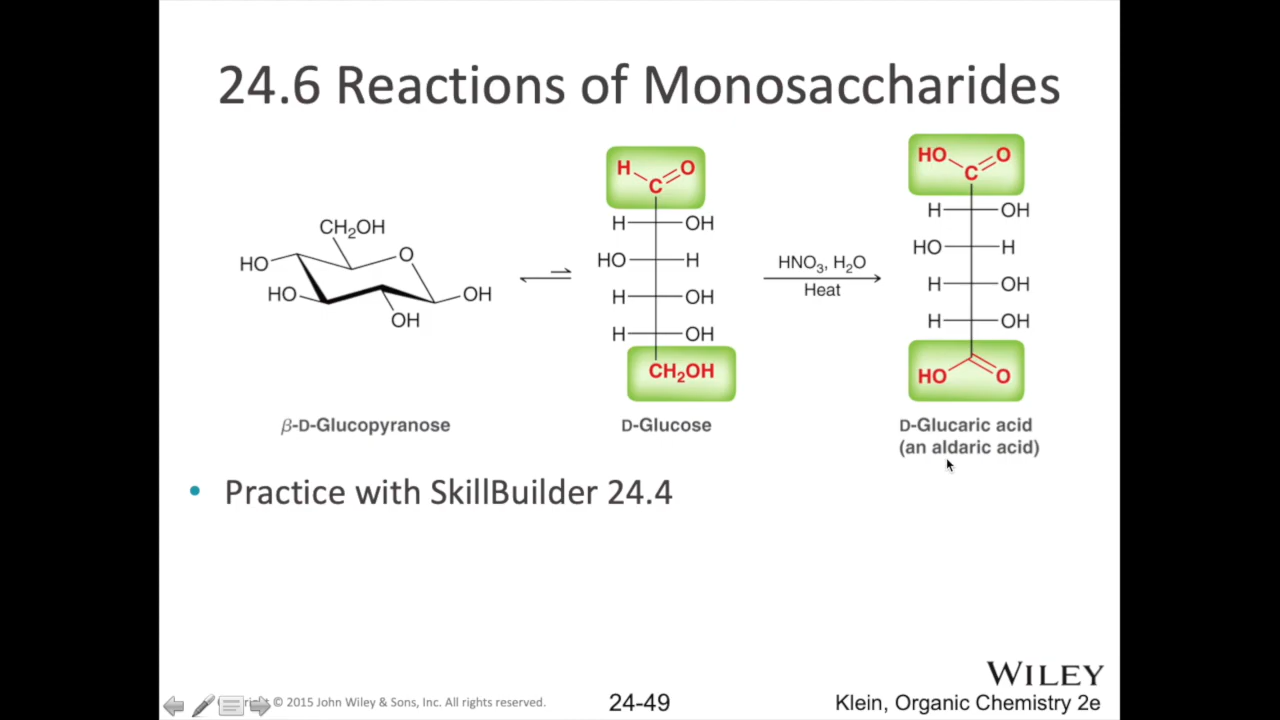 24.6 Reactions of Monosaccharides
H C O
HO C O
H OH
H OH
CH₂OH
HO H
HO H
HO
O
HNO₃, H₂O
HO
OH
H OH
Heat
H OH
OH
H OH
H OH
CH₂OH
HO O
β-D-Glucopyranose
D-Glucose
D-Glucaric acid
(an aldaric acid)
• Practice with SkillBuilder 24.4
WILEY
© 2015 John Wiley & Sons, Inc. All rights reserved.
24-49
Klein, Organic Chemistry 2e